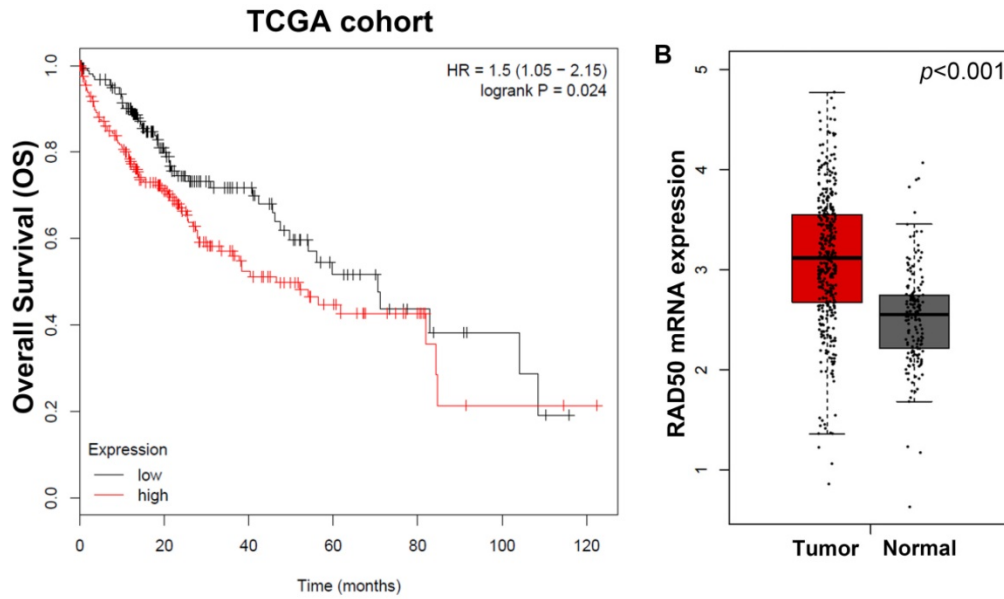 TCGA cohort
HR = 1.5 (1.05 − 2.15)
logrank P = 0.024
Overall Survival (OS)
1.0
0.8
0.6
0.4
0.2
0.0
Expression
low
high
0 20 40 60 80 100 120
Time (months)
B
p<0.001
RAD50 mRNA expression
5
4
3
2
1
Tumor Normal